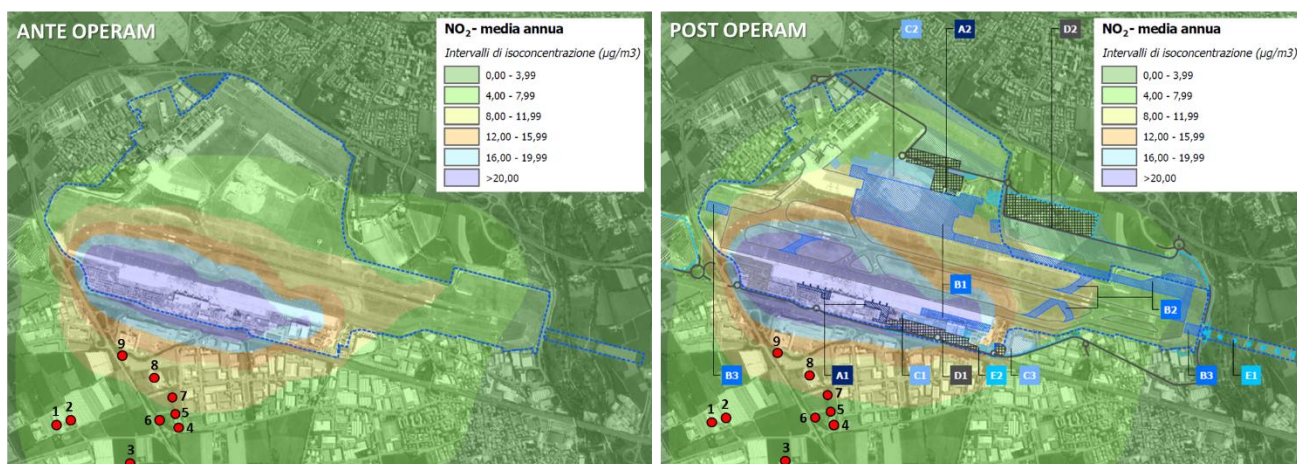 ANTE OPERAM
NO₂- media annua
Intervalli di isoconcentrazione (µg/m3)
0,00 - 3,99
4,00 - 7,99
8,00 - 11,99
12,00 - 15,99
16,00 - 19,99
>20,00
9
8
7
1
2
6
5
4
3
POST OPERAM
C2
A2
D2
NO₂- media annua
Intervalli di isoconcentrazione (µg/m3)
0,00 - 3,99
4,00 - 7,99
8,00 - 11,99
12,00 - 15,99
16,00 - 19,99
>20,00
B1
B2
B3
A1
C1
D1
E2
C3
B3
E1
9
8
7
1
2
6
5
4
3